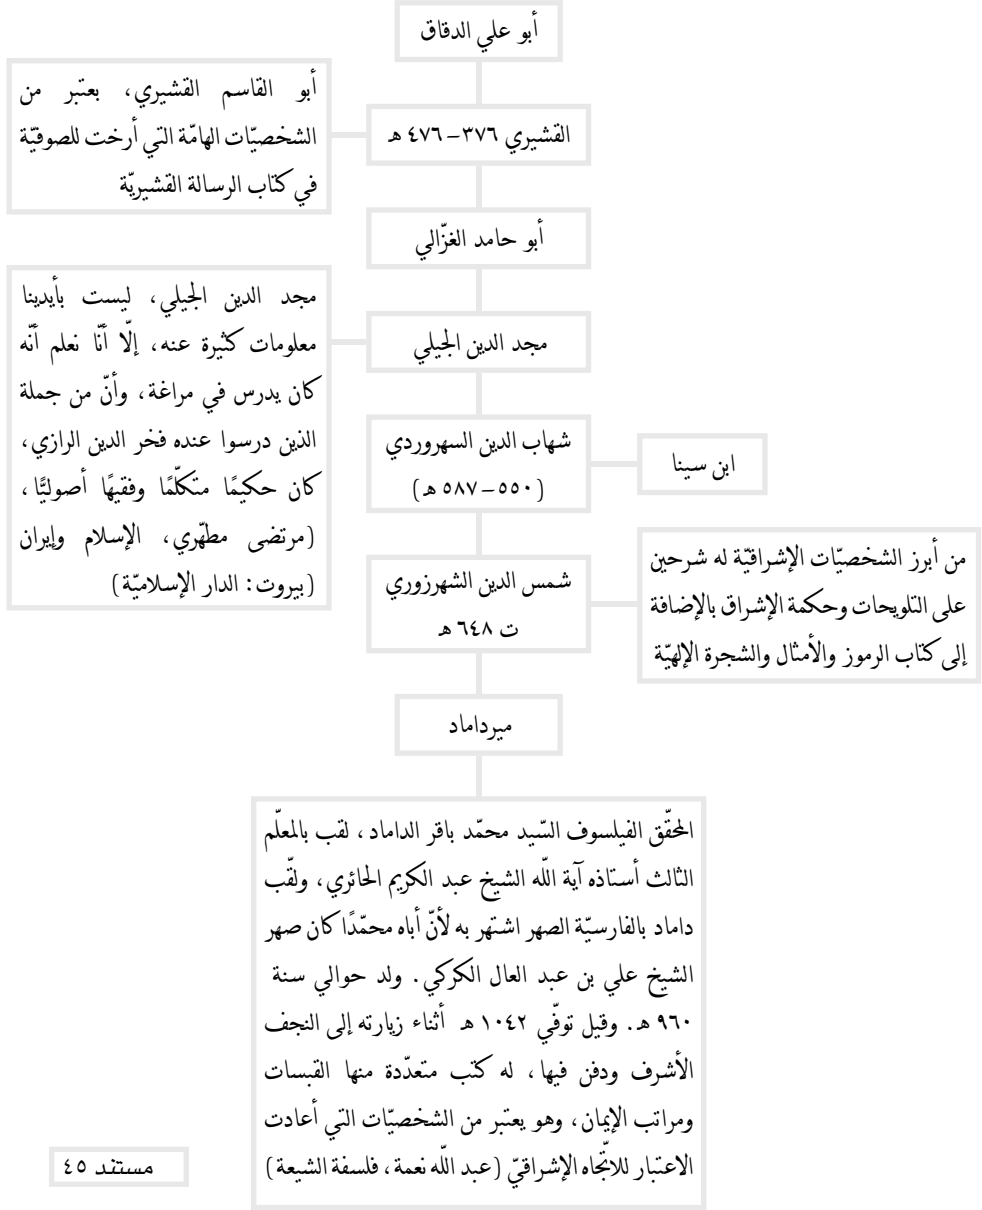 أبو علي الدقاق
القشيري ٣٧٦–٤٧٦ هـ
أبو القاسم القشيري، بعتبر من
الشخصيّات الهامّة التي أرخت للصوفيّة
في كتاب الرسالة القشيريّة
أبو حامد الغزّالي
مجد الدين الجيلي
مجد الدين الجيلي، ليست بأيدينا
معلومات كثيرة عنه، إلّا أنّا نعلم أنّه
كان يدرس في مراغة، وأنّ من جملة
الذين درسوا عنده فخر الدين الرازي،
كان حكيمًا متكلّمًا وفقيهًا أصوليًّا،
(مرتضى مطهّري، الإسلام وإيران
(بيروت: الدار الإسلاميّة)
شهاب الدين السهروردي
(٥٥٠–٥٨٧ هـ)
ابن سينا
شمس الدين الشهرزوري
ت ٦٤٨ هـ
من أبرز الشخصيّات الإشراقيّة له شرحين
على التلويحات وحكمة الإشراق بالإضافة
إلى كتاب الرموز والأمثال والشجرة الإلهيّة
ميرداماد
المحقّق الفيلسوف السّيد محمّد باقر الداماد، لقب بالمعلّم
الثالث أستاذه آية اللّه الشيخ عبد الكريم الحائري، ولقّب
داماد بالفارسيّة الصهر اشتهر به لأنّ أباه محمّدًا كان صهر
الشيخ علي بن عبد العال الكركي. ولد حوالي سنة
٩٦٠ هـ. وقيل توفّي ١٠٤٢ هـ أثناء زيارته إلى النجف
الأشرف ودفن فيها، له كتب متعدّدة منها القبسات
ومراتب الإيمان، وهو يعتبر من الشخصيّات التي أعادت
الاعتبار للاتّجاه الإشراقيّ (عبد اللّه نعمة، فلسفة الشيعة)
مستند ٤٥